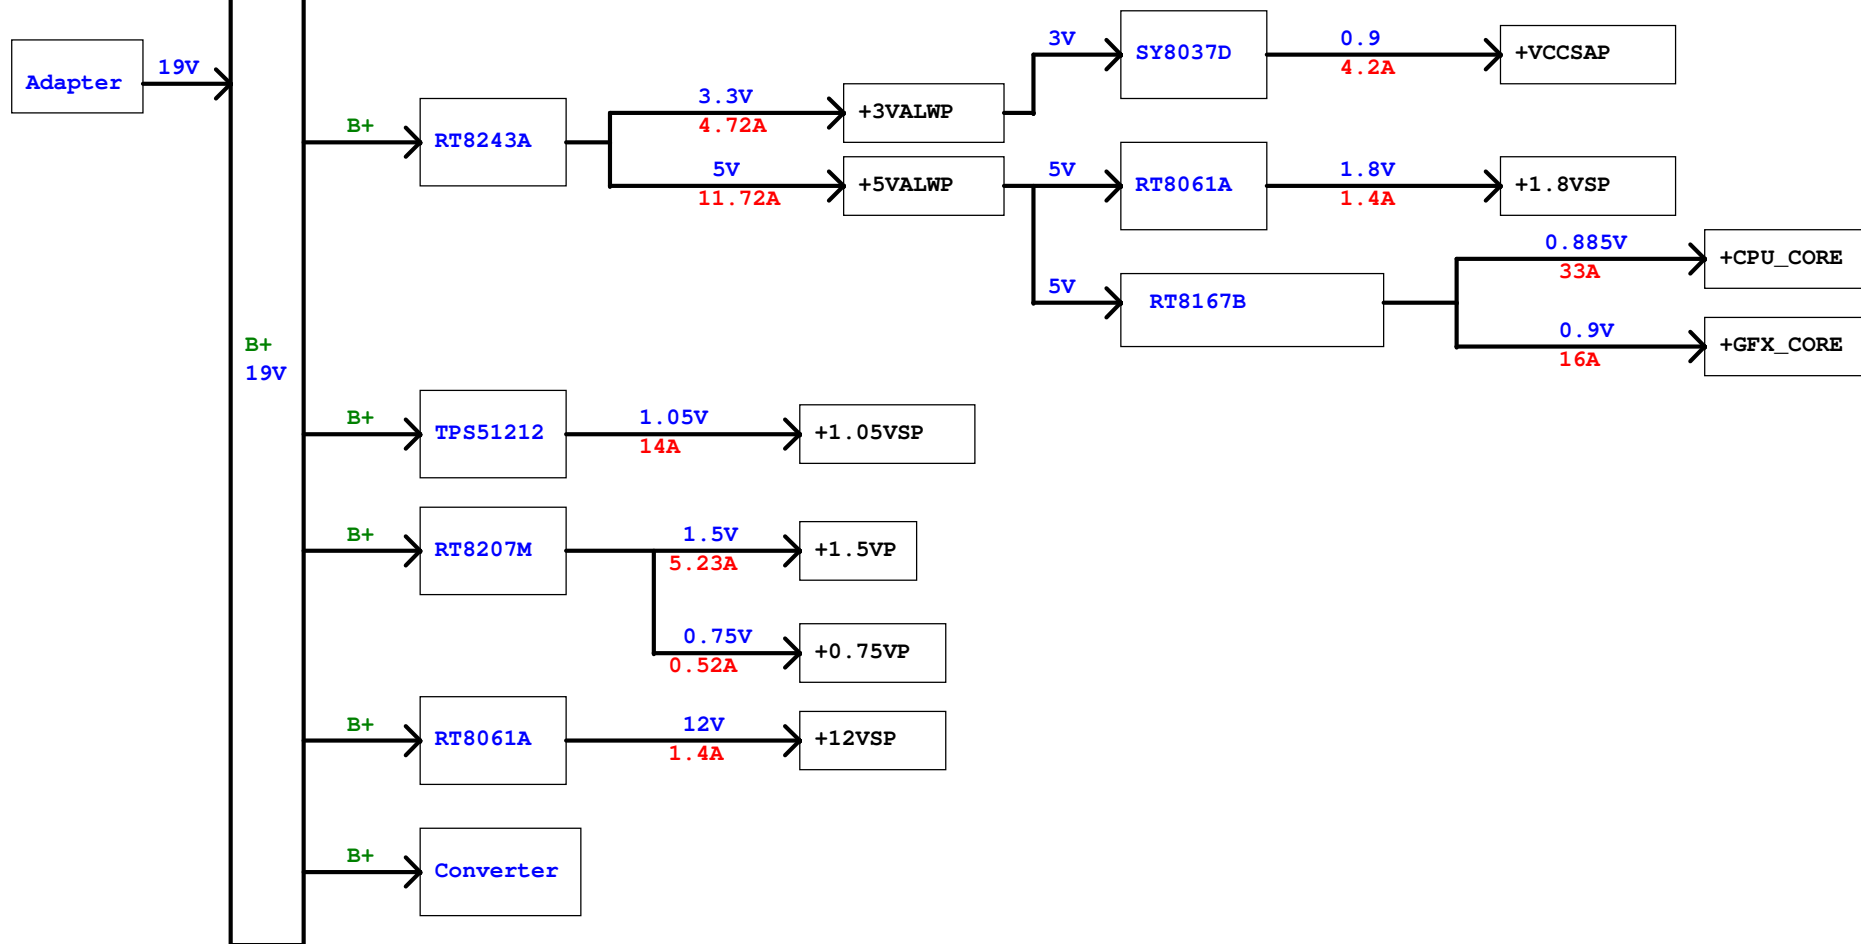 Adapter
19V
B+
19V
B+
RT8243A
3.3V
4.72A
+3VALWP
3V
SY8037D
0.9
4.2A
+VCCSAP
5V
11.72A
+5VALWP
5V
RT8061A
1.8V
1.4A
+1.8VSP
5V
RT8167B
0.885V
33A
+CPU_CORE
0.9V
16A
+GFX_CORE
B+
TPS51212
1.05V
14A
+1.05VSP
B+
RT8207M
1.5V
5.23A
+1.5VP
0.75V
0.52A
+0.75VP
B+
RT8061A
12V
1.4A
+12VSP
B+
Converter